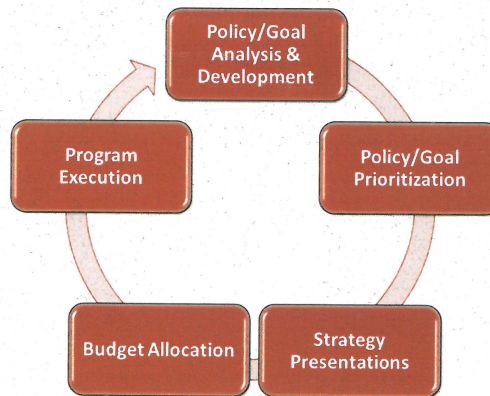 Policy/Goal
Analysis &
Development
Policy/Goal
Prioritization
Strategy
Presentations
Budget Allocation
Program
Execution